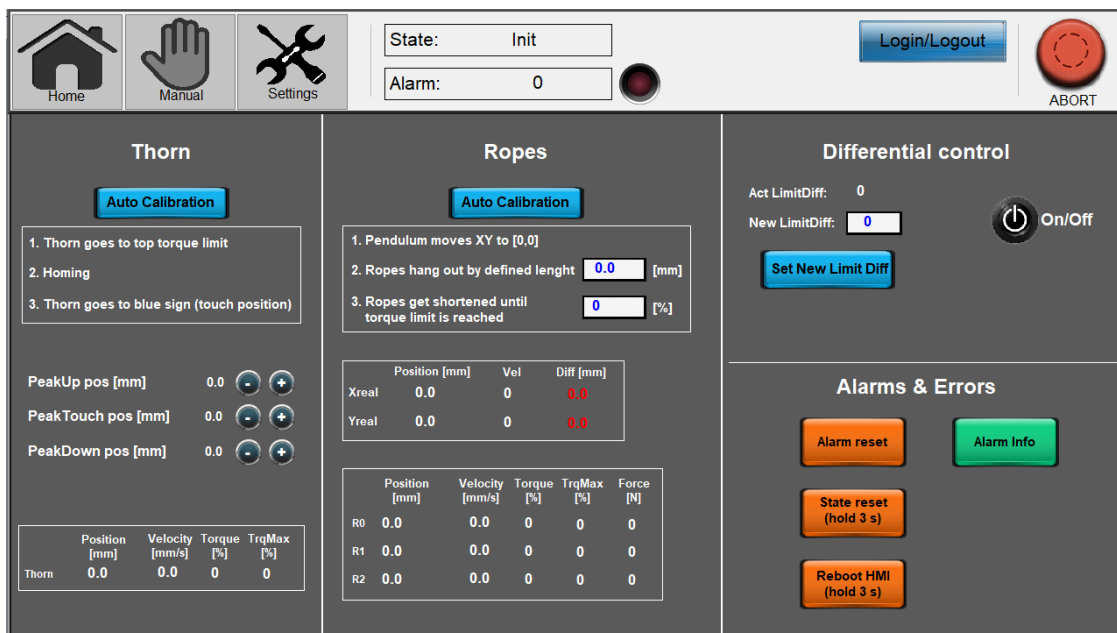 Home
Manual
Settings
State: Init
Alarm: 0
Login/Logout
ABORT
Thorn
Auto Calibration
1. Thorn goes to top torque limit
2. Homing
3. Thorn goes to blue sign (touch position)
PeakUp pos [mm] 0.0 - +
PeakTouch pos [mm] 0.0 - +
PeakDown pos [mm] 0.0 - +
Position Velocity Torque TrqMax
[mm] [mm/s] [%] [%]
Thorn 0.0 0.0 0 0
Ropes
Auto Calibration
1. Pendulum moves XY to [0,0]
2. Ropes hang out by defined lenght 0.0 [mm]
3. Ropes get shortened until
torque limit is reached 0 [%]
Position [mm] Vel Diff [mm]
Xreal 0.0 0 0.0
Yreal 0.0 0 0.0
Position Velocity Torque TrqMax Force
[mm] [mm/s] [%] [%] [N]
R0 0.0 0.0 0 0 0
R1 0.0 0.0 0 0 0
R2 0.0 0.0 0 0 0
Differential control
Act LimitDiff: 0
New LimitDiff: 0
On/Off
Set New Limit Diff
Alarms & Errors
Alarm reset
Alarm Info
State reset
(hold 3 s)
Reboot HMI
(hold 3 s)